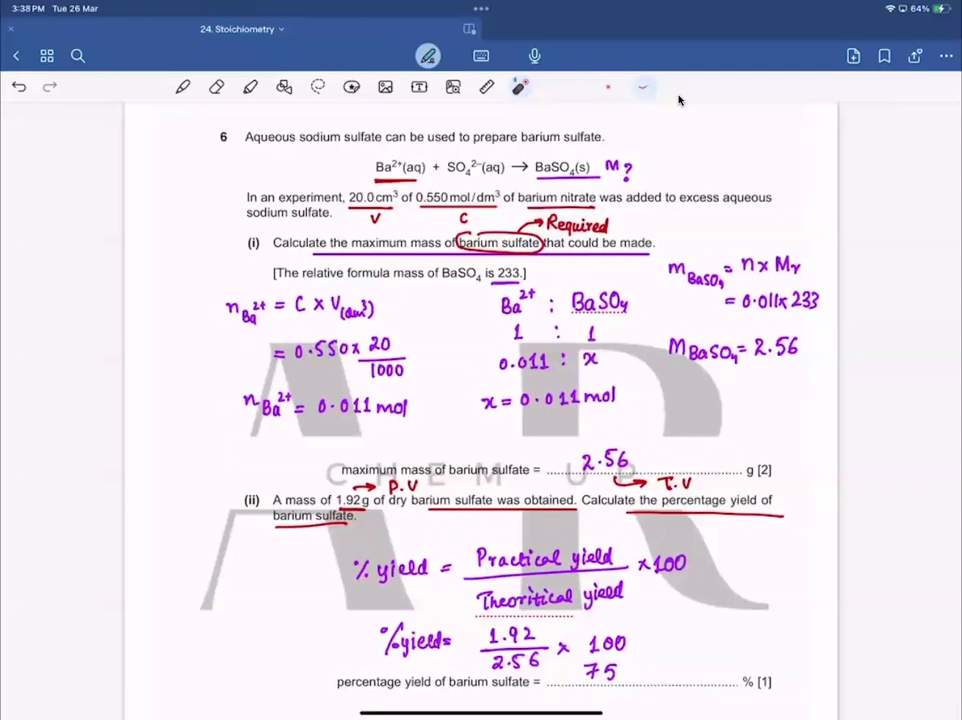 3:38 PM Tue 26 Mar
64%
24. Stoichiometry
6 Aqueous sodium sulfate can be used to prepare barium sulfate.
Ba²⁺(aq) + SO₄²⁻(aq) → BaSO₄(s) M ?
In an experiment, 20.0 cm³ of 0.550 mol/dm³ of barium nitrate was added to excess aqueous
sodium sulfate.
V C → Required
(i) Calculate the maximum mass of barium sulfate that could be made.
[The relative formula mass of BaSO₄ is 233.]
n Ba²⁺ = C × V(dm³)
= 0.550 × 20/1000
n Ba²⁺ = 0.011 mol
Ba²⁺ : BaSO₄
1 : 1
0.011 : x
x = 0.011 mol
m BaSO₄ = n × Mr
= 0.011 × 233
M BaSO₄ = 2.56
AR
CHEM UP
maximum mass of barium sulfate = 2.56 g [2]
→ P.V → T.V
(ii) A mass of 1.92 g of dry barium sulfate was obtained. Calculate the percentage yield of
barium sulfate.
% yield = Practical yield / Theoritical yield × 100
% yield = 1.92 / 2.56 × 100
percentage yield of barium sulfate = 75 % [1]